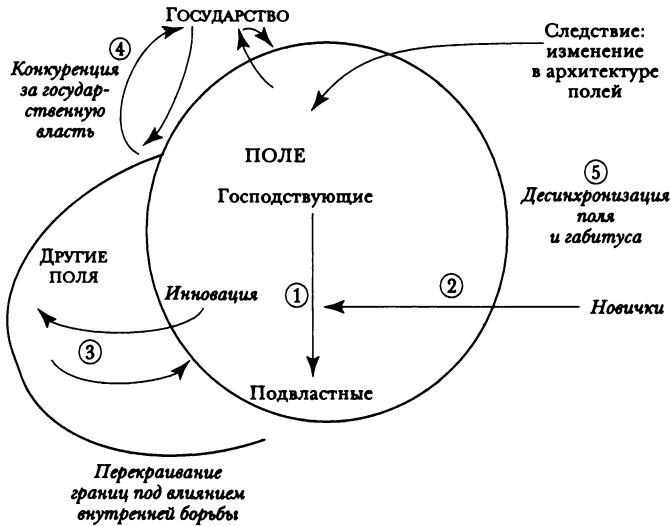 Государство
④
Конкуренция
за государ-
ственную
власть
Следствие:
изменение
в архитектуре
полей
ПОЛЕ
Господствующие
⑤
Десинхронизация
поля
и габитуса
Другие
поля
Инновация
①
②
Новички
③
Подвластные
Перекраивание
границ под влиянием
внутренней борьбы